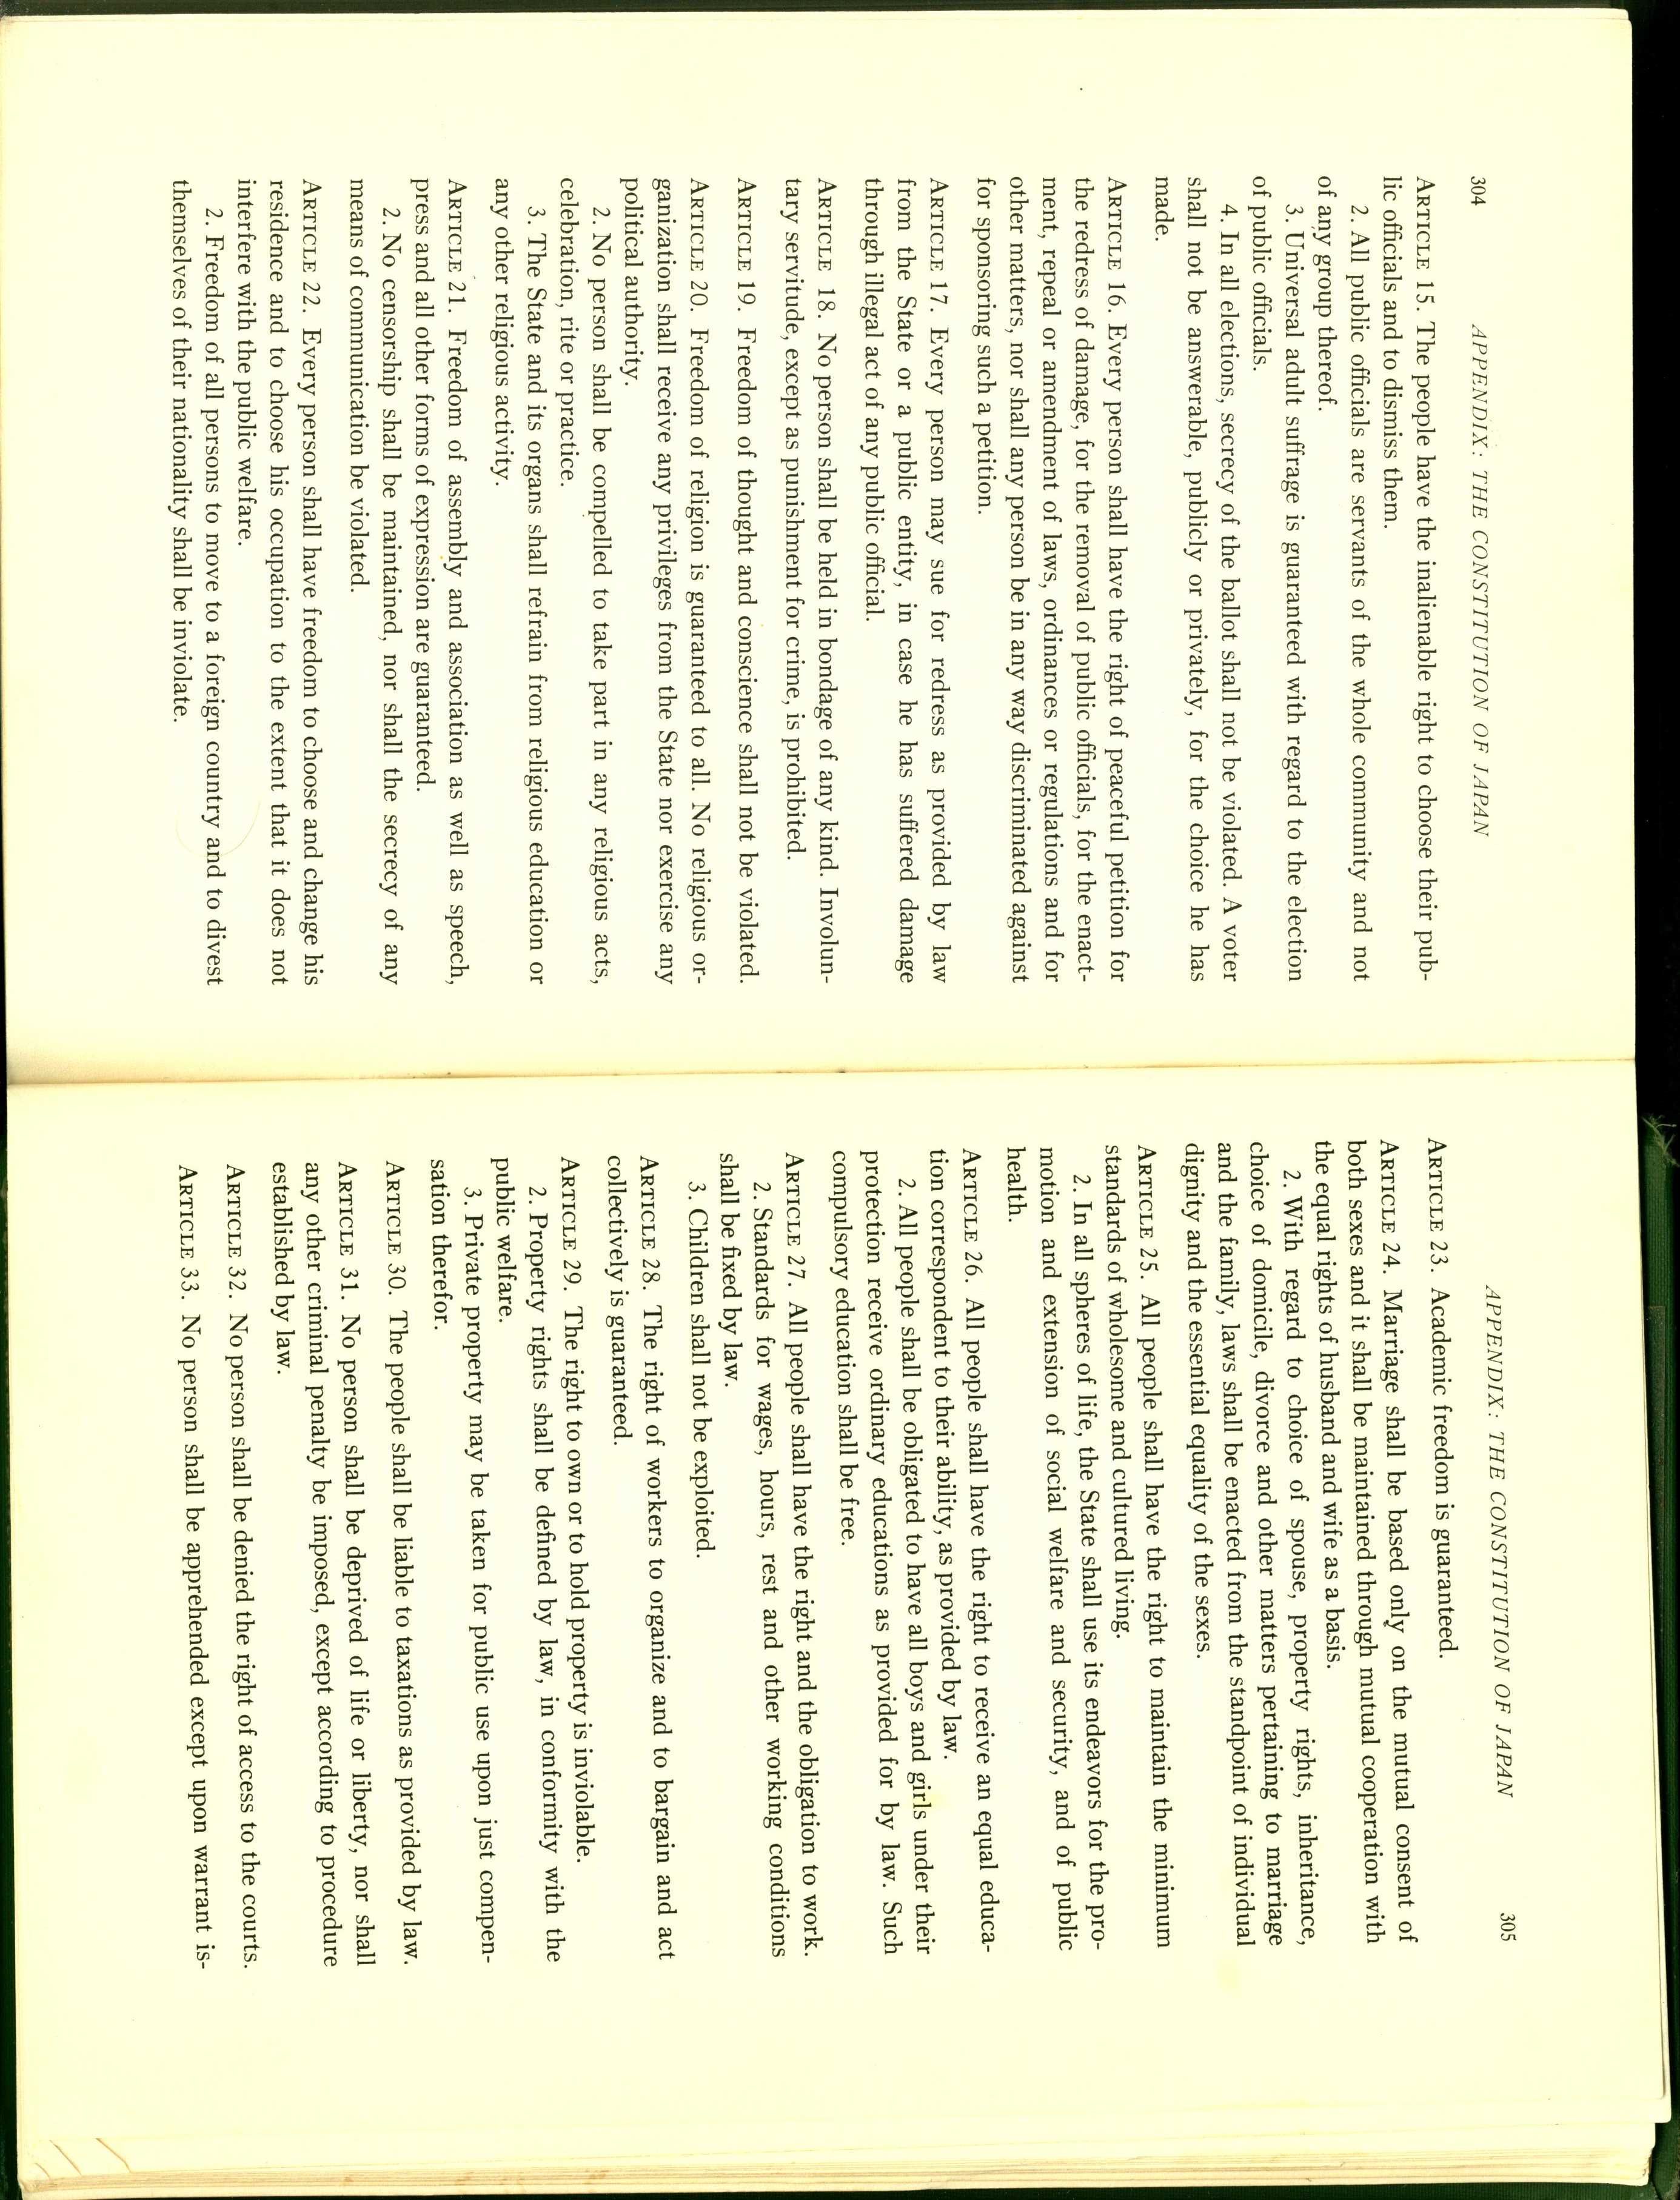 304 APPENDIX: THE CONSTITUTION OF JAPAN
ARTICLE 15. The people have the inalienable right to choose their pub-
lic officials and to dismiss them.
2. All public officials are servants of the whole community and not
of any group thereof.
3. Universal adult suffrage is guaranteed with regard to the election
of public officials.
4. In all elections, secrecy of the ballot shall not be violated. A voter
shall not be answerable, publicly or privately, for the choice he has
made.
ARTICLE 16. Every person shall have the right of peaceful petition for
the redress of damage, for the removal of public officials, for the enact-
ment, repeal or amendment of laws, ordinances or regulations and for
other matters, nor shall any person be in any way discriminated against
for sponsoring such a petition.
ARTICLE 17. Every person may sue for redress as provided by law
from the State or a public entity, in case he has suffered damage
through illegal act of any public official.
ARTICLE 18. No person shall be held in bondage of any kind. Involun-
tary servitude, except as punishment for crime, is prohibited.
ARTICLE 19. Freedom of thought and conscience shall not be violated.
ARTICLE 20. Freedom of religion is guaranteed to all. No religious or-
ganization shall receive any privileges from the State nor exercise any
political authority.
2. No person shall be compelled to take part in any religious acts,
celebration, rite or practice.
3. The State and its organs shall refrain from religious education or
any other religious activity.
ARTICLE 21. Freedom of assembly and association as well as speech,
press and all other forms of expression are guaranteed.
2. No censorship shall be maintained, nor shall the secrecy of any
means of communication be violated.
ARTICLE 22. Every person shall have freedom to choose and change his
residence and to choose his occupation to the extent that it does not
interfere with the public welfare.
2. Freedom of all persons to move to a foreign country and to divest
themselves of their nationality shall be inviolate.
APPENDIX: THE CONSTITUTION OF JAPAN 305
ARTICLE 23. Academic freedom is guaranteed.
ARTICLE 24. Marriage shall be based only on the mutual consent of
both sexes and it shall be maintained through mutual cooperation with
the equal rights of husband and wife as a basis.
2. With regard to choice of spouse, property rights, inheritance,
choice of domicile, divorce and other matters pertaining to marriage
and the family, laws shall be enacted from the standpoint of individual
dignity and the essential equality of the sexes.
ARTICLE 25. All people shall have the right to maintain the minimum
standards of wholesome and cultured living.
2. In all spheres of life, the State shall use its endeavors for the pro-
motion and extension of social welfare and security, and of public
health.
ARTICLE 26. All people shall have the right to receive an equal educa-
tion correspondent to their ability, as provided by law.
2. All people shall be obligated to have all boys and girls under their
protection receive ordinary educations as provided for by law. Such
compulsory education shall be free.
ARTICLE 27. All people shall have the right and the obligation to work.
2. Standards for wages, hours, rest and other working conditions
shall be fixed by law.
3. Children shall not be exploited.
ARTICLE 28. The right of workers to organize and to bargain and act
collectively is guaranteed.
ARTICLE 29. The right to own or to hold property is inviolable.
2. Property rights shall be defined by law, in conformity with the
public welfare.
3. Private property may be taken for public use upon just compen-
sation therefor.
ARTICLE 30. The people shall be liable to taxations as provided by law.
ARTICLE 31. No person shall be deprived of life or liberty, nor shall
any other criminal penalty be imposed, except according to procedure
established by law.
ARTICLE 32. No person shall be denied the right of access to the courts.
ARTICLE 33. No person shall be apprehended except upon warrant is-